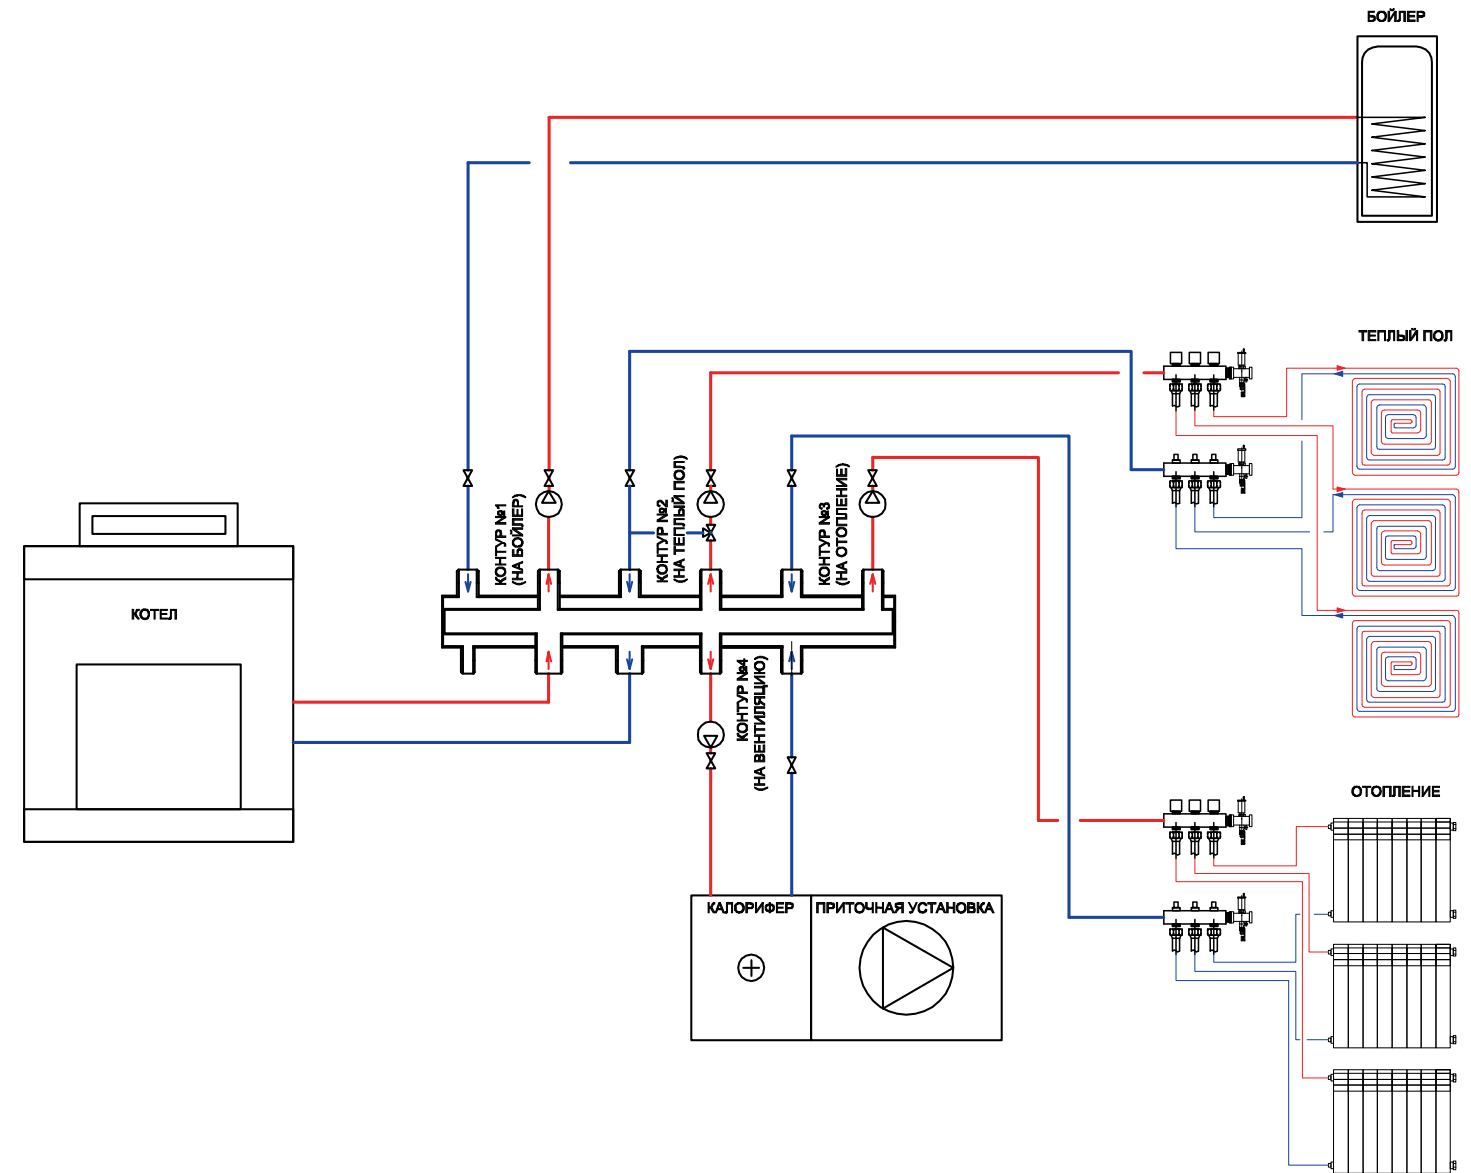 БОЙЛЕР
ТЕПЛЫЙ ПОЛ
КОНТУР №1
(НА БОЙЛЕР)
КОНТУР №2
(НА ТЕПЛЫЙ ПОЛ)
КОНТУР №3
(НА ОТОПЛЕНИЕ)
КОТЕЛ
КОНТУР №4
(НА ВЕНТИЛЯЦИЮ)
ОТОПЛЕНИЕ
КАЛОРИФЕР
ПРИТОЧНАЯ УСТАНОВКА